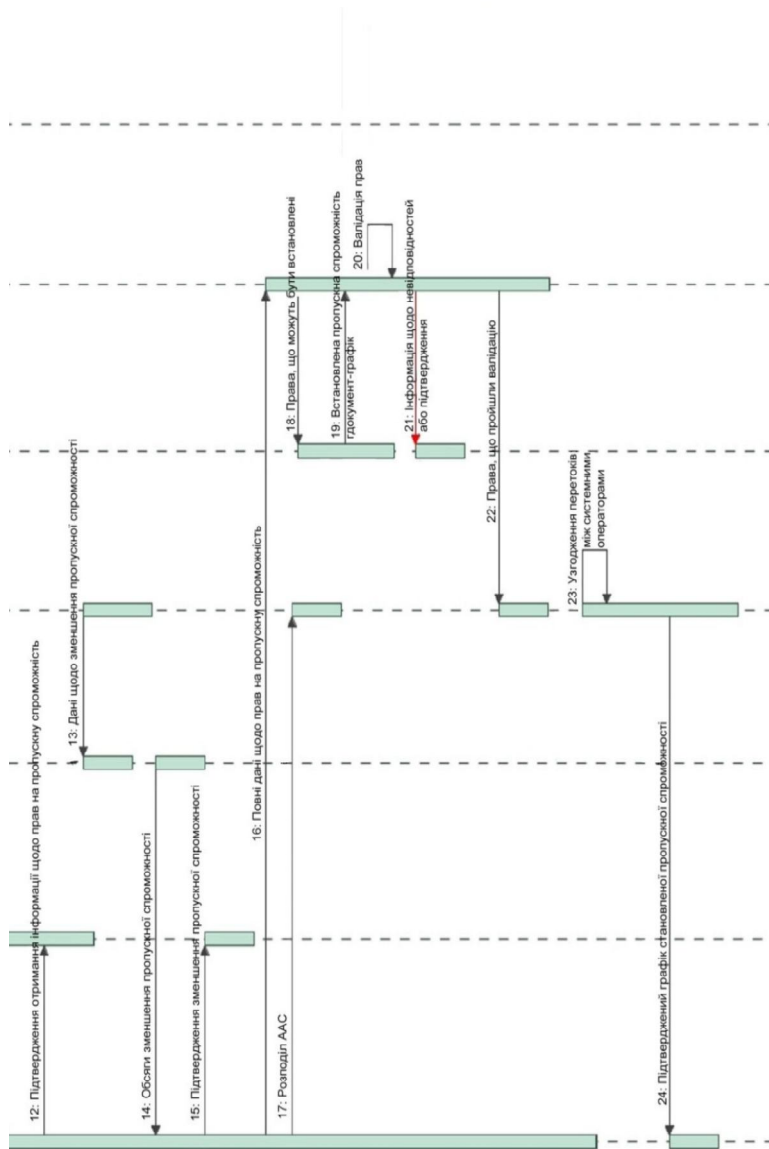 12: Підтвердження отримання інформації щодо прав на пропускну спроможність
13: Дані щодо зменшення пропускної спроможності
14: Обсяги зменшення пропускної спроможності
15: Підтвердження зменшення пропускної спроможності
16: Повні дані щодо прав на пропускну спроможність
17: Розподіл ААС
18: Права, що можуть бути встановлені
19: Встановлена пропускна спроможність
гдокумент-графік
20: Валідація прав
21: Інформація щодо невідповідностей
або підтвердження
22: Права, що пройшли валідацію
23: Узгодження перетоків
між системними
операторами
24: Підтверджений графік становленої пропускної спроможності